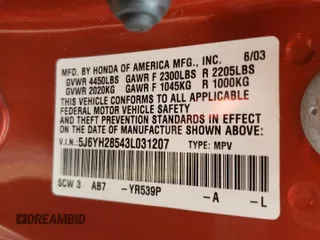 MFD. BY HONDA OF AMERICA MFG., INC. 6/03
GVWR 4450LBS GAWR F 2300LBS R 2205LBS
GVWR 2020KG GAWR F 1045KG R 1000KG
THIS VEHICLE CONFORMS TO ALL APPLICABLE
FEDERAL MOTOR VEHICLE SAFETY AND
THEFT PREVENTION STANDARDS IN EFFECT
ON THE DATE OF MANUFACTURE SHOWN ABOVE.
V.I.N.:5J6YH28543L031207 TYPE: MPV
SCW 3 AB7 -YR539P -A -L
DREAMBID